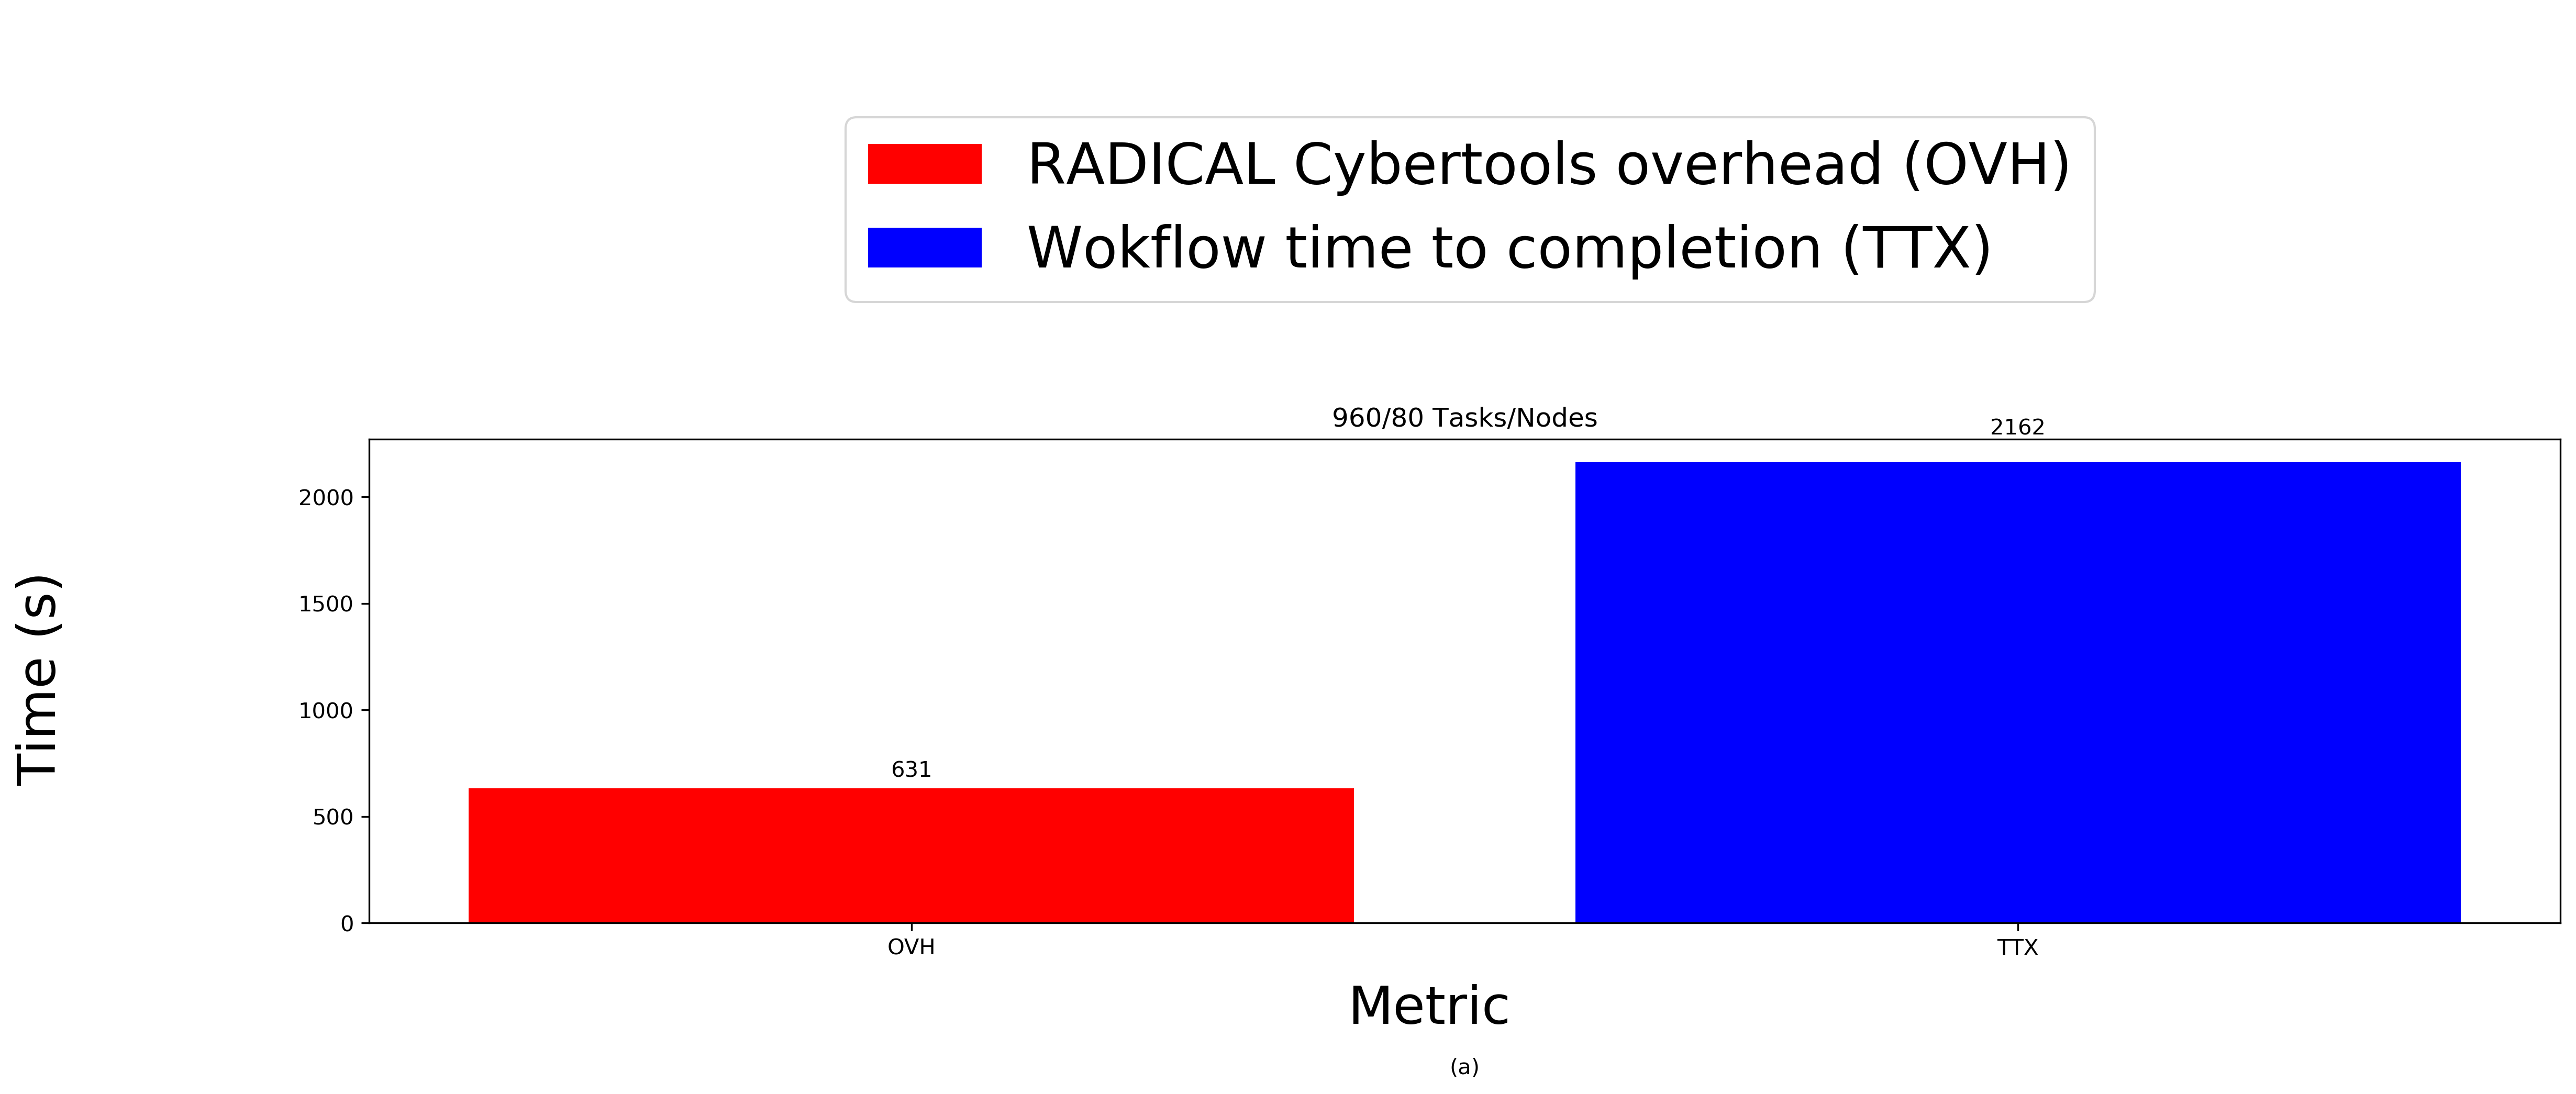 RADICAL Cybertools overhead (OVH)
Wokflow time to completion (TTX)
960/80 Tasks/Nodes
2162
2000
1500
1000
500
0
Time (s)
631
OVH
TTX
Metric
(a)